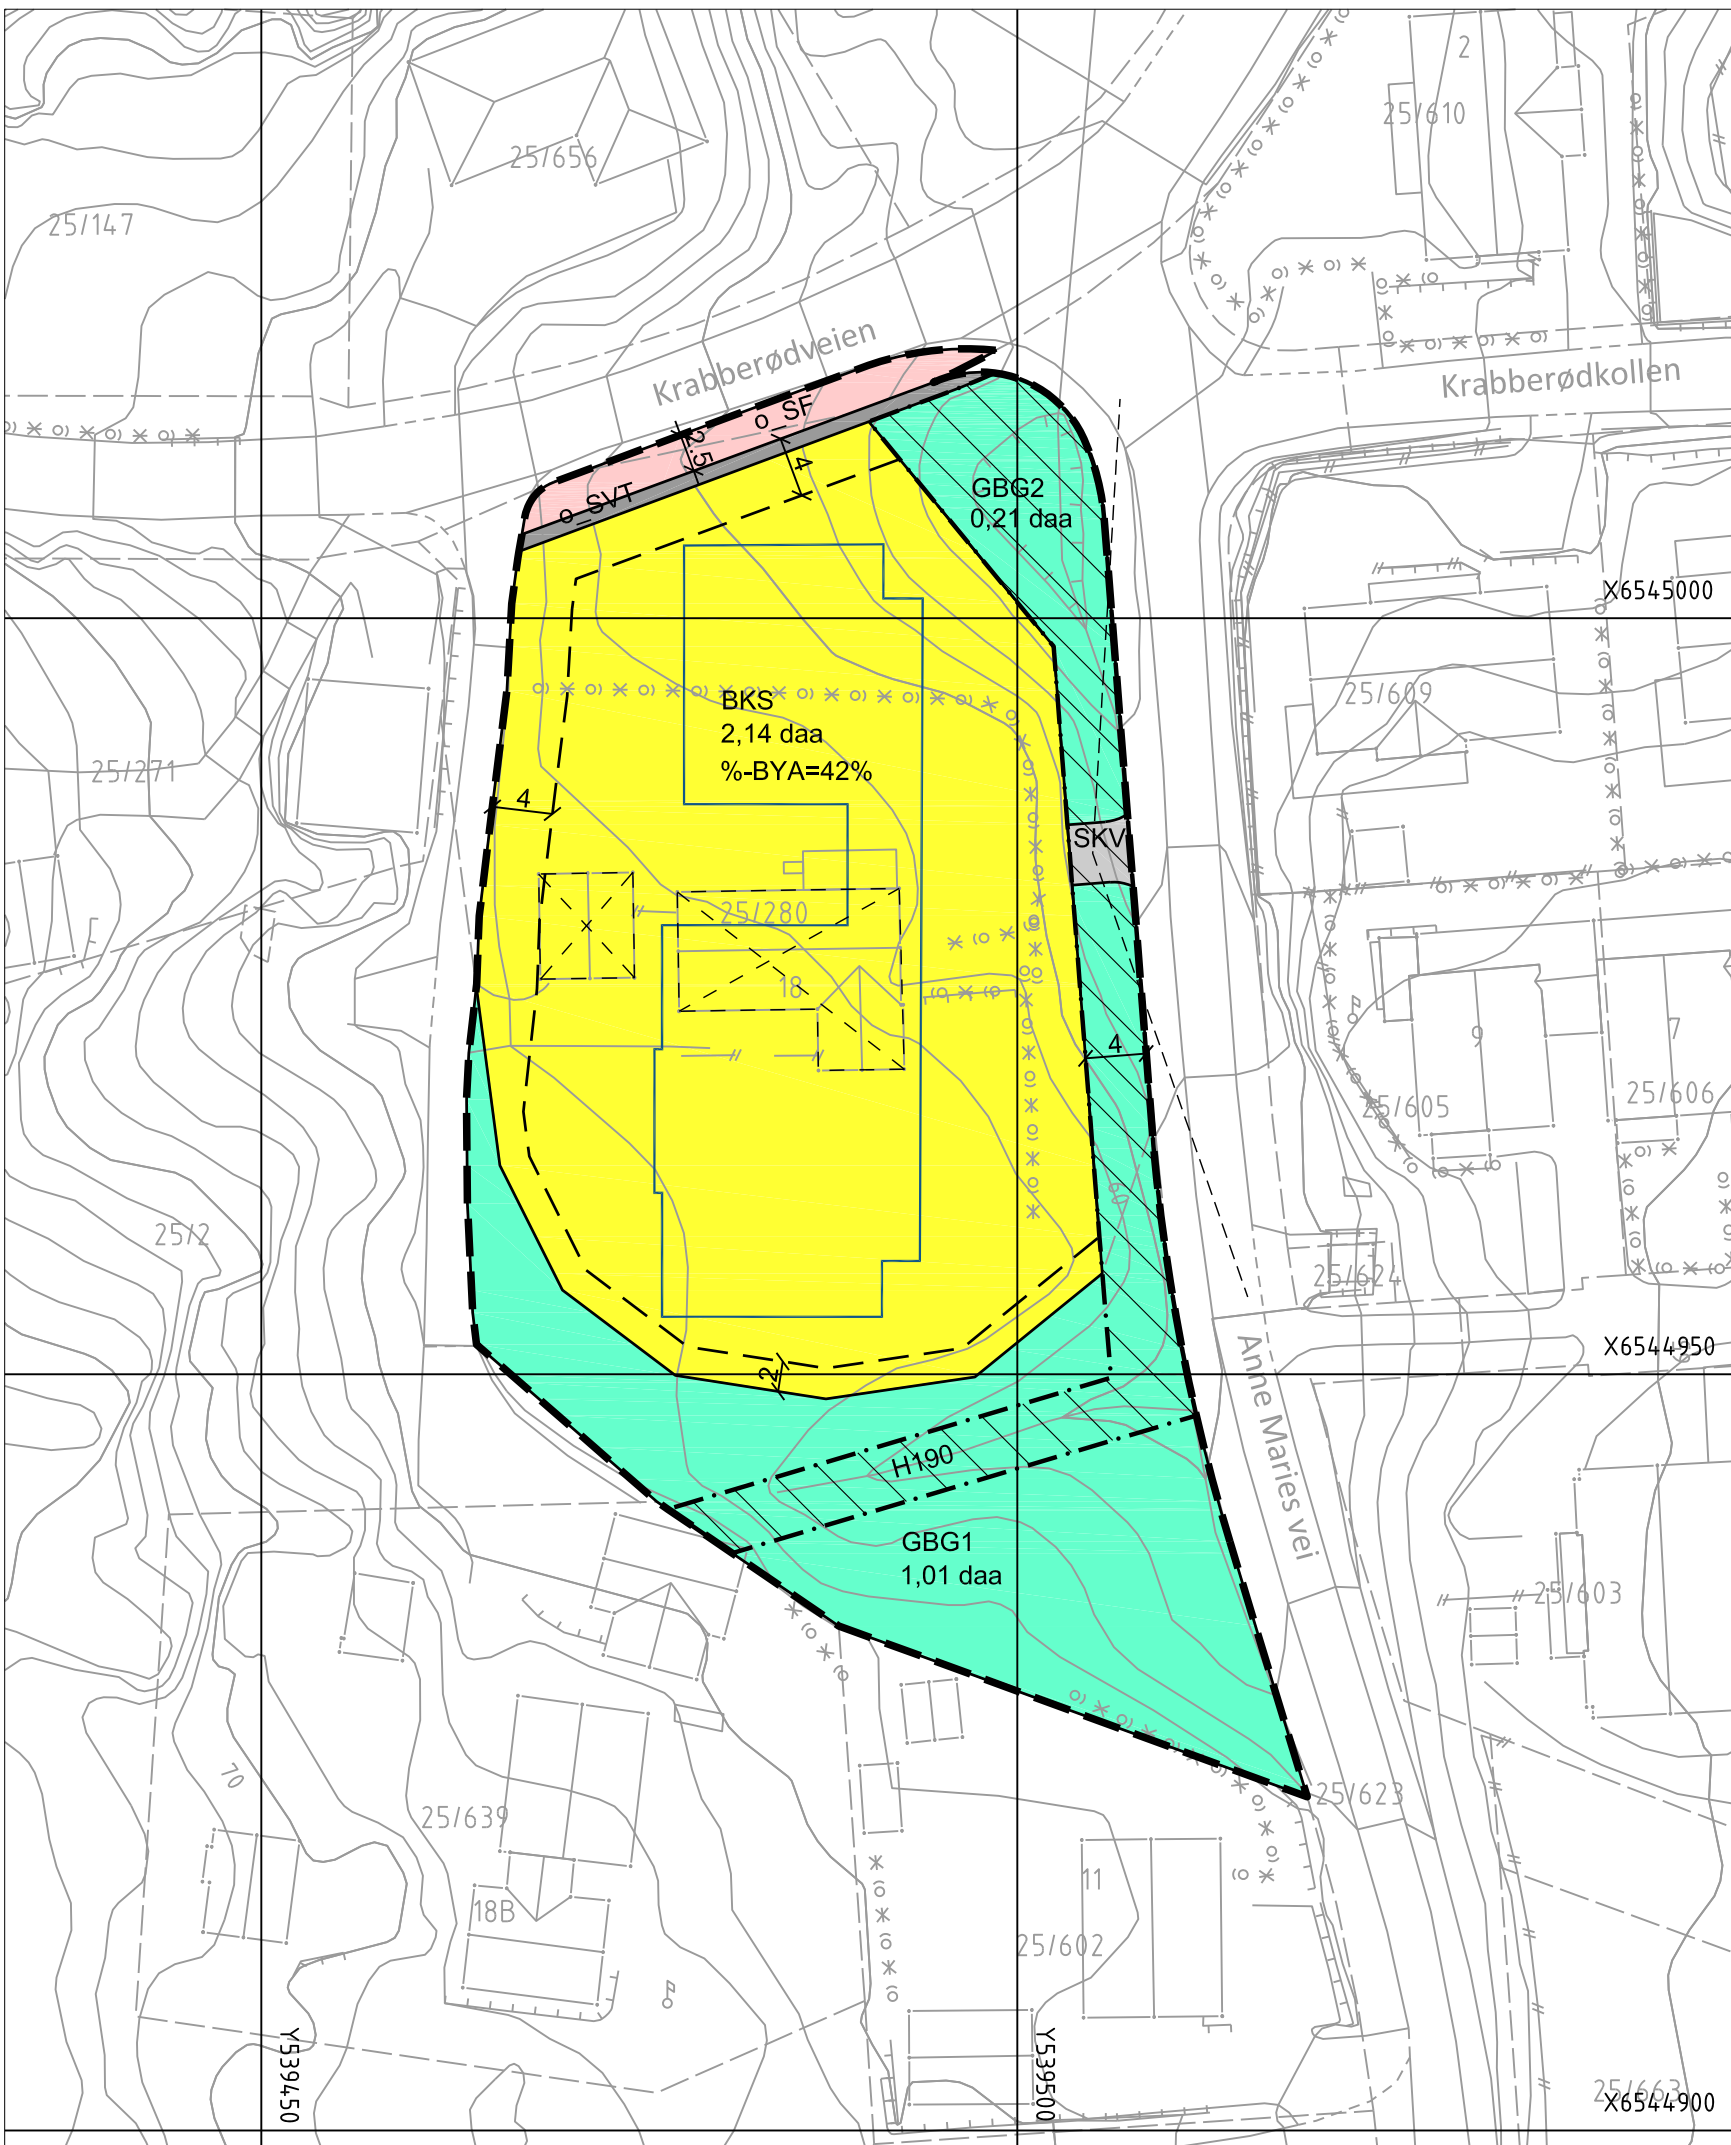 2
25/610
25/656
25/147
Krabberødveien
Krabberødkollen
o_SF
2.5
4
o_SVT
GBG2
0,21 daa
X6545000
25/609
BKS
2,14 daa
%-BYA=42%
25/271
4
SKV
25/280
18
4
9
7
25/605
25/606
60
25/2
25/624
X6544950
2
Anne Maries vei
H190
GBG1
1,01 daa
25/603
70
25/639
25/623
11
18B
25/602
Y539450
Y539500
25/663
X6544900